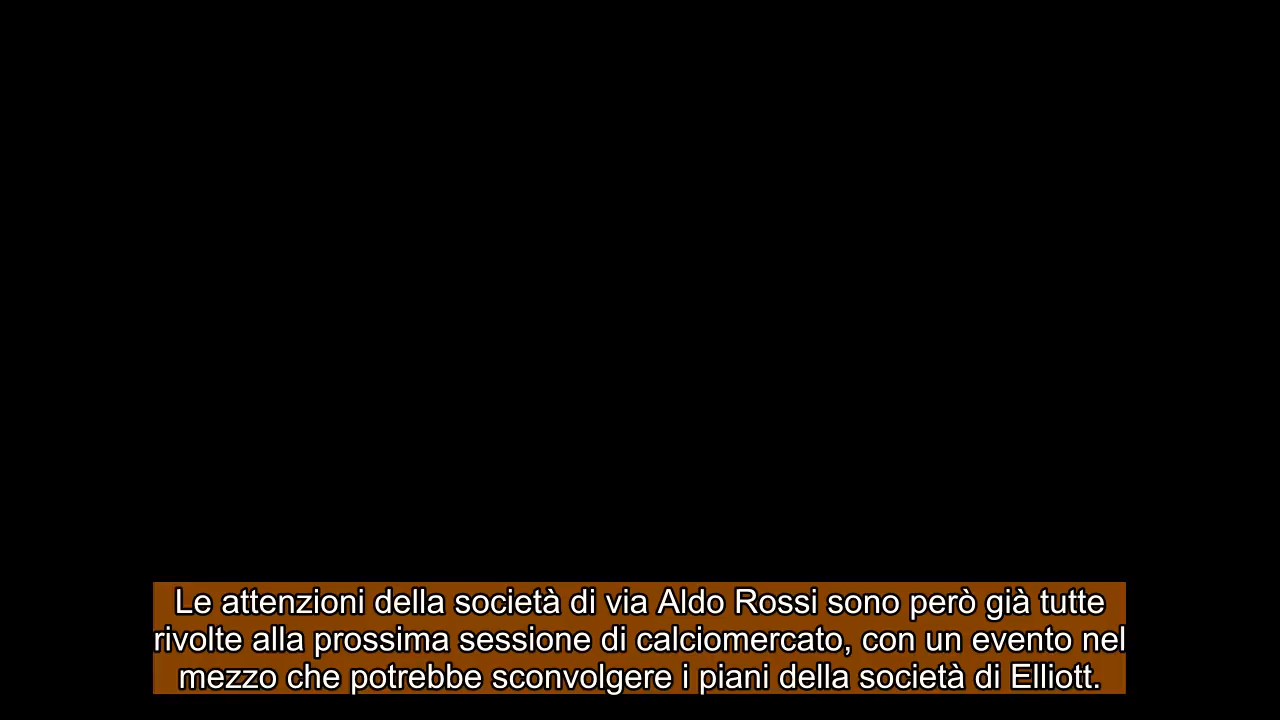 Le attenzioni della società di via Aldo Rossi sono però già tutte
rivolte alla prossima sessione di calciomercato, con un evento nel
mezzo che potrebbe sconvolgere i piani della società di Elliott.